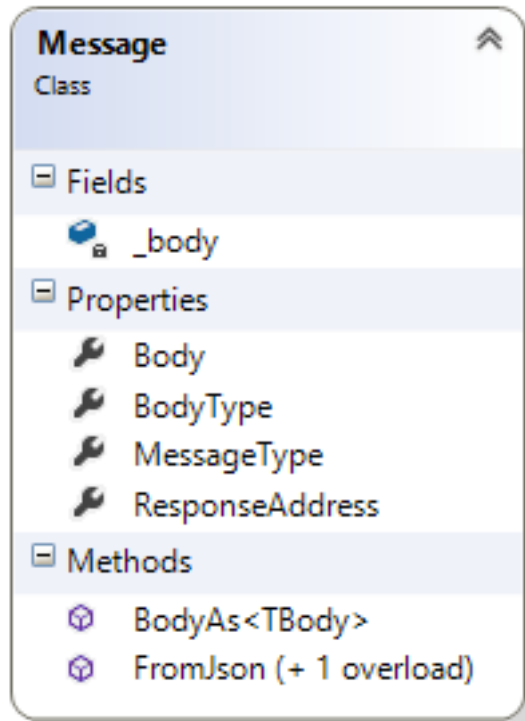 Message
Class
Fields
_body
Properties
Body
BodyType
MessageType
ResponseAddress
Methods
BodyAs<TBody>
FromJson (+ 1 overload)